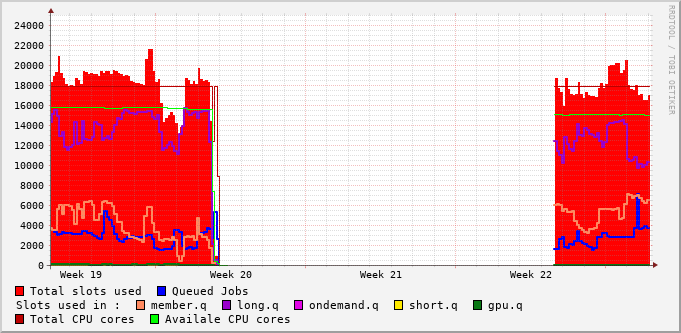 24000
22000
20000
18000
16000
14000
12000
10000
8000
6000
4000
2000
0
Week 19 Week 20 Week 21 Week 22
RRDTOOL / TOBI OETIKER
Total slots used Queued Jobs
Slots used in : member.q long.q ondemand.q short.q gpu.q
Total CPU cores Availale CPU cores